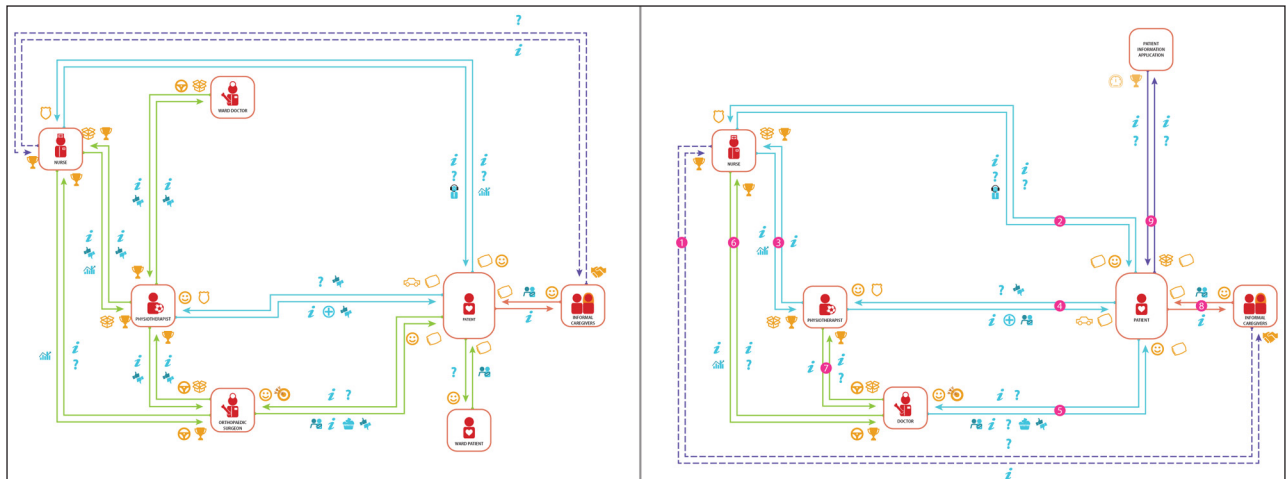 ?
i
WARD DOCTOR
NURSE
i
?
i
?
i
i
i
i
PHYSIOTHERAPIST
?
i
PATIENT
i
INFORMAL
CAREGIVERS
i
?
i
i
i
?
?
ORTHOPAEDIC
SURGEON
i
WARD PATIENT
PATIENT
INFORMATION
APPLICATION
i
i
?
?
NURSE
i
?
i
?
2
9
1
6
3
i
i
?
4
i
PHYSIOTHERAPIST
PATIENT
8
i
INFORMAL
CAREGIVERS
i
i
?
7
i
i
?
i
?
5
i
?
DOCTOR
?
i